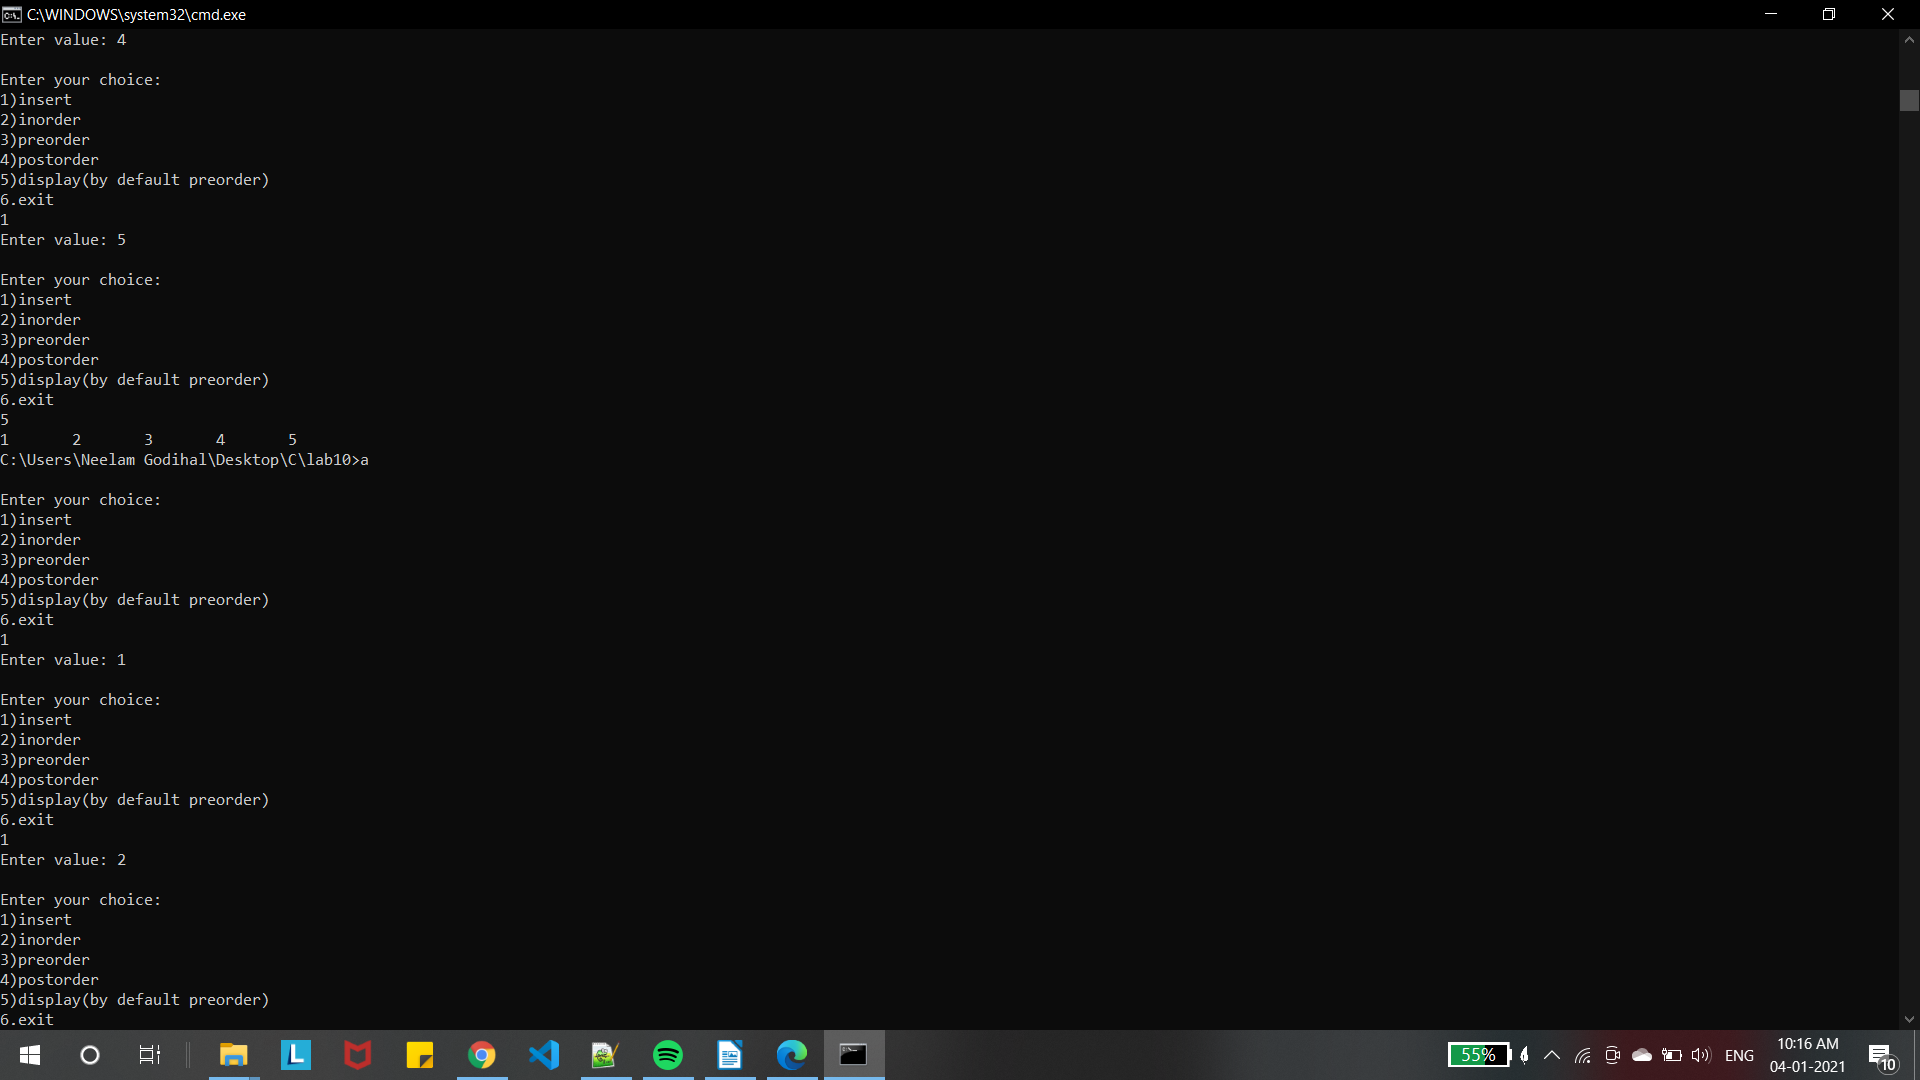 C:\WINDOWS\system32\cmd.exe
Enter value: 4
Enter your choice:
1)insert
2)inorder
3)preorder
4)postorder
5)display(by default preorder)
6.exit
1
Enter value: 5
Enter your choice:
1)insert
2)inorder
3)preorder
4)postorder
5)display(by default preorder)
6.exit
5
1 2 3 4 5
C:\Users\Neelam Godihal\Desktop\C\lab10>a
Enter your choice:
1)insert
2)inorder
3)preorder
4)postorder
5)display(by default preorder)
6.exit
1
Enter value: 1
Enter your choice:
1)insert
2)inorder
3)preorder
4)postorder
5)display(by default preorder)
6.exit
1
Enter value: 2
Enter your choice:
1)insert
2)inorder
3)preorder
4)postorder
5)display(by default preorder)
6.exit
L
55%
ENG
10:16 AM
04-01-2021
10